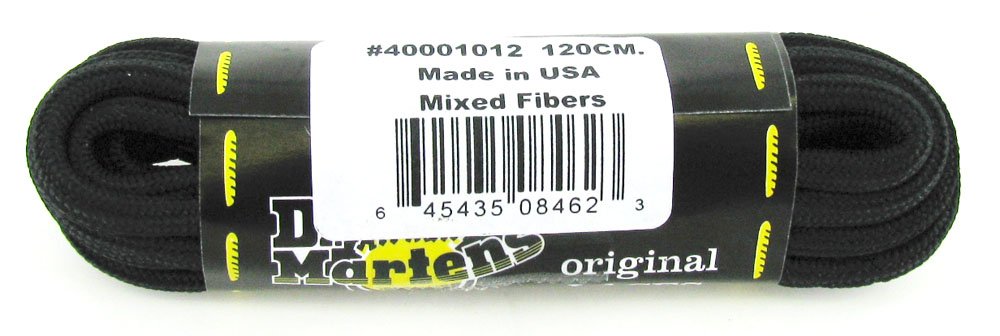 #40001012 120CM.
Made in USA
Mixed Fibers
6 45435 08462 3
Dr.
Martens
original